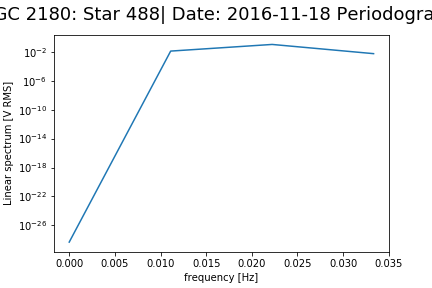 GC 2180: Star 488| Date: 2016-11-18 Periodogra
10⁻²
10⁻⁶
10⁻¹⁰
10⁻¹⁴
10⁻¹⁸
10⁻²²
10⁻²⁶
Linear spectrum [V RMS]
0.000 0.005 0.010 0.015 0.020 0.025 0.030 0.035
frequency [Hz]